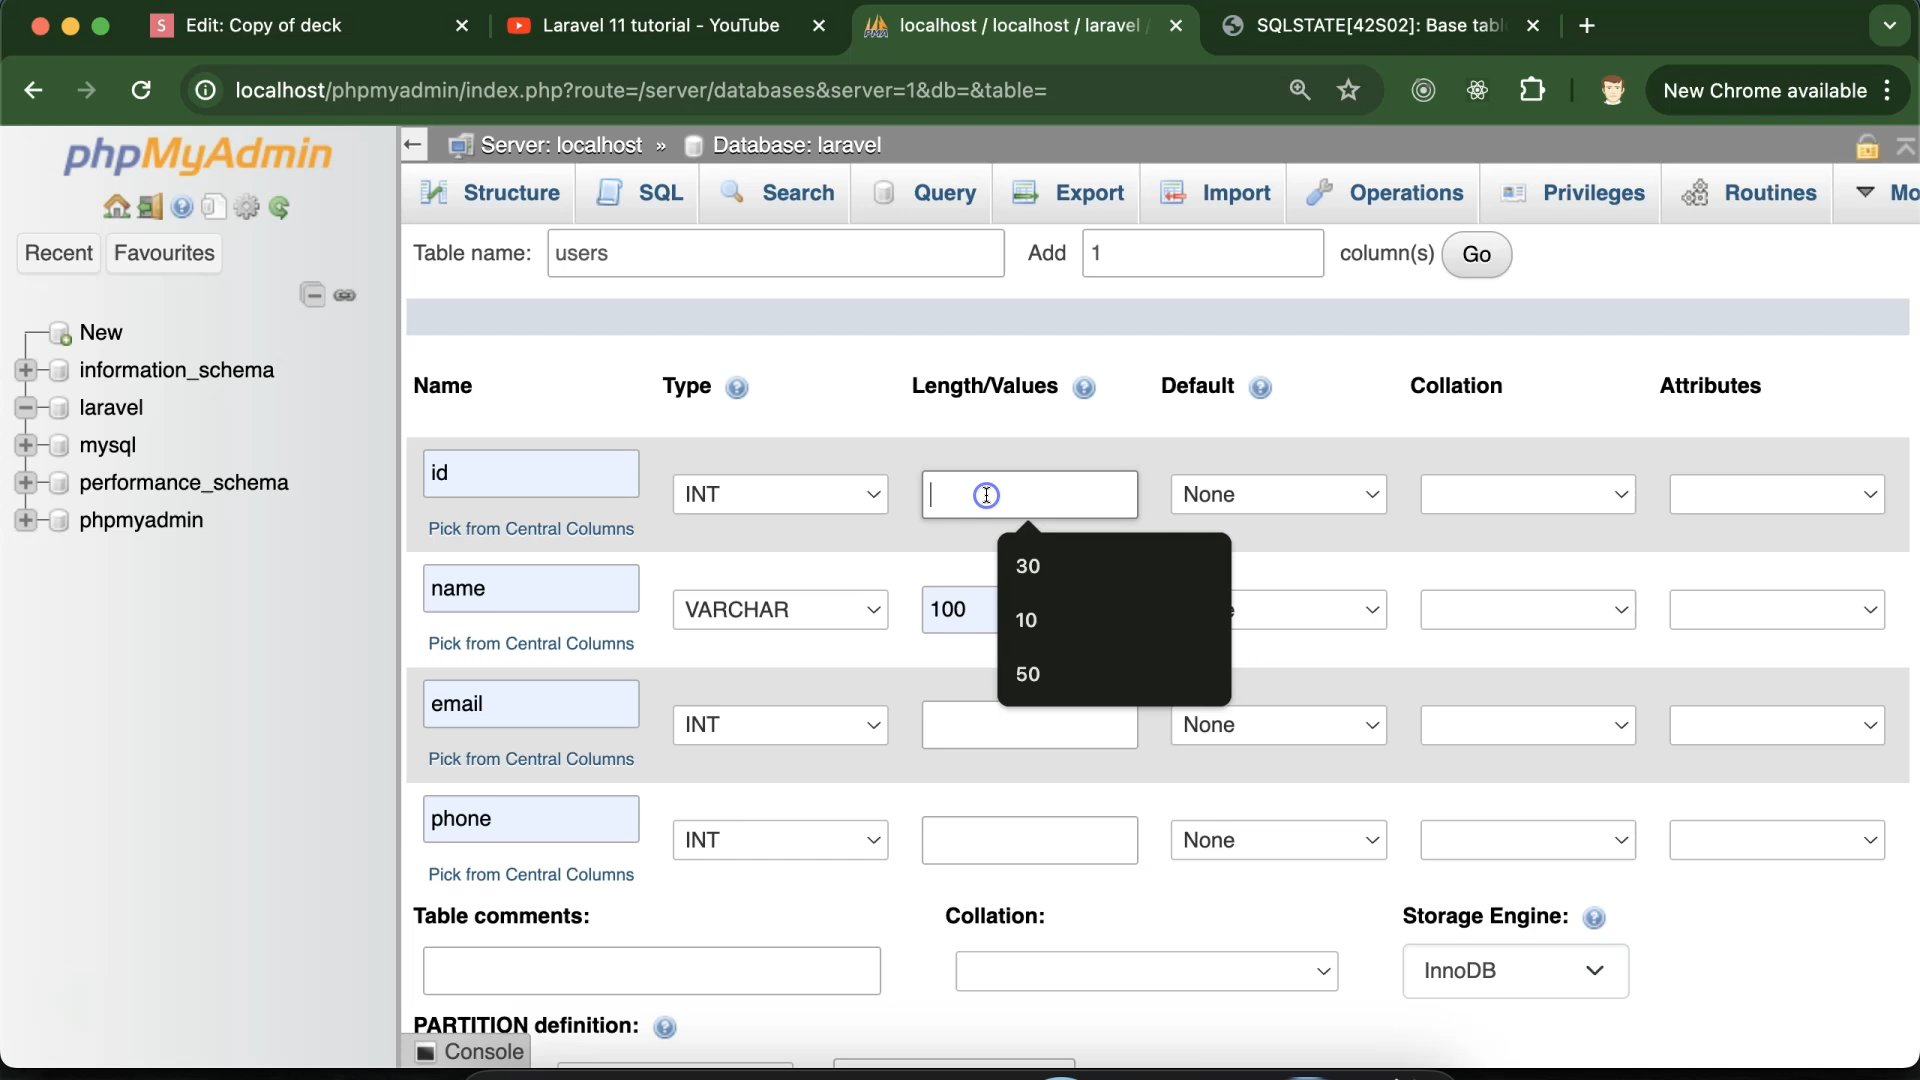 Edit: Copy of deck
Laravel 11 tutorial - YouTube
localhost / localhost / laravel
SQLSTATE[42S02]: Base tab
localhost/phpmyadmin/index.php?route=/server/databases&server=1&db=&table=
New Chrome available
phpMyAdmin
Server: localhost » Database: laravel
Structure SQL Search Query Export Import Operations Privileges Routines Mo
Recent Favourites
Table name: users Add 1 column(s) Go
New
information_schema
laravel
mysql
performance_schema
phpmyadmin
Name Type Length/Values Default Collation Attributes
id INT None
Pick from Central Columns
30
10
50
name VARCHAR 100
Pick from Central Columns
email INT None
Pick from Central Columns
phone INT None
Pick from Central Columns
Table comments: Collation: Storage Engine:
InnoDB
PARTITION definition:
Console